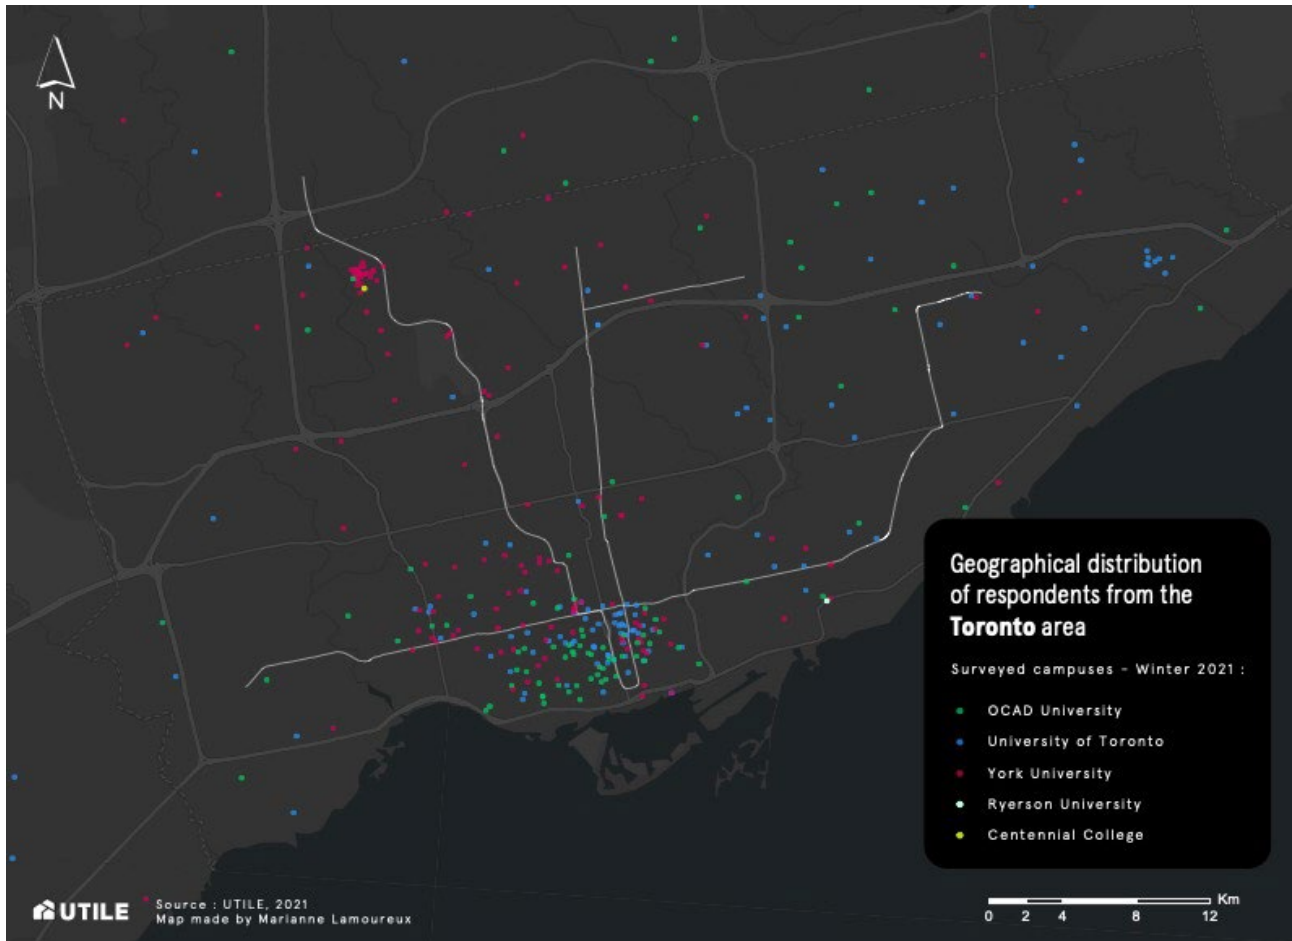 N
Geographical distribution
of respondents from the
Toronto area
Surveyed campuses - Winter 2021 :
OCAD University
University of Toronto
York University
Ryerson University
Centennial College
UTILE
Source : UTILE, 2021
Map made by Marianne Lamoureux
Km
0 2 4 8 12